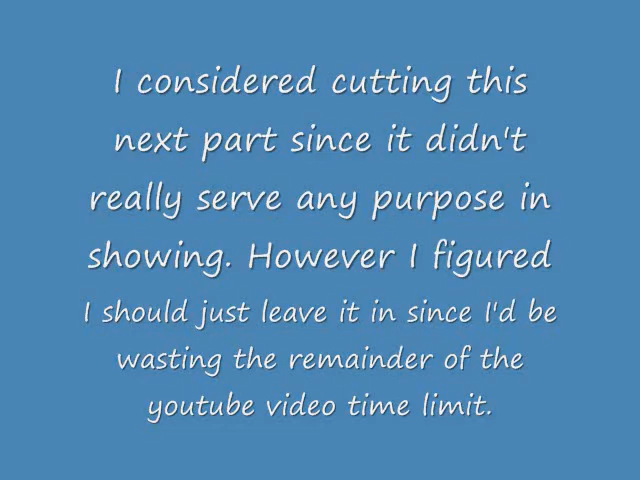 I considered cutting this
next part since it didn't
really serve any purpose in
showing. However I figured
I should just leave it in since I'd be
wasting the remainder of the
youtube video time limit.